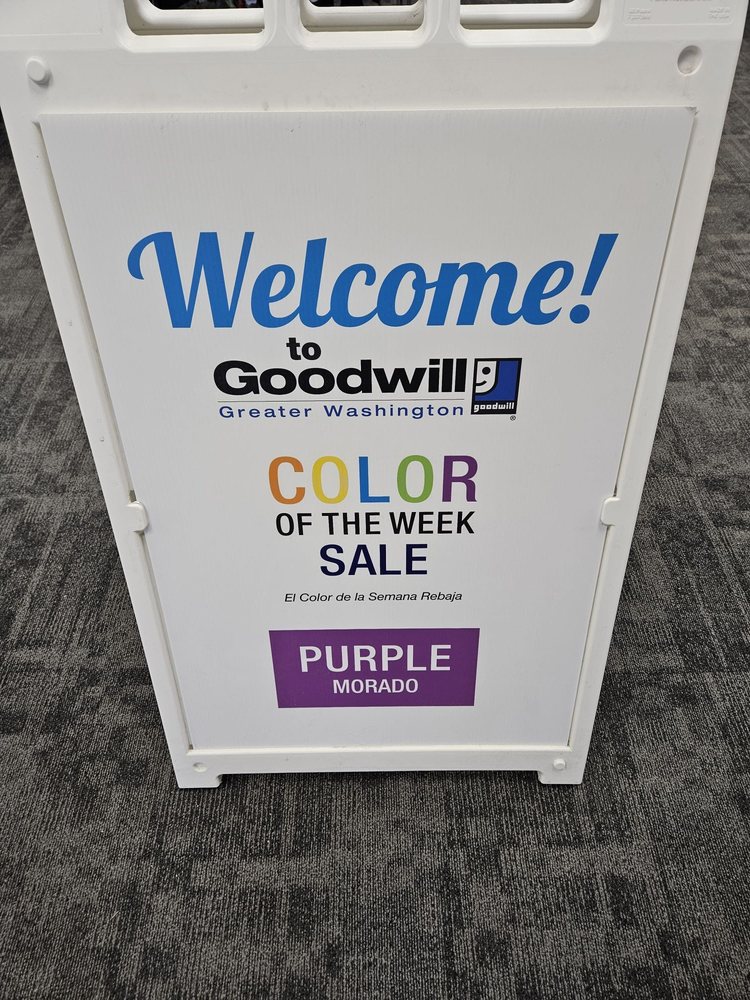 Welcome!
to
Goodwill
Greater Washington
goodwill
®
COLOR
OF THE WEEK
SALE
El Color de la Semana Rebaja
PURPLE
MORADO